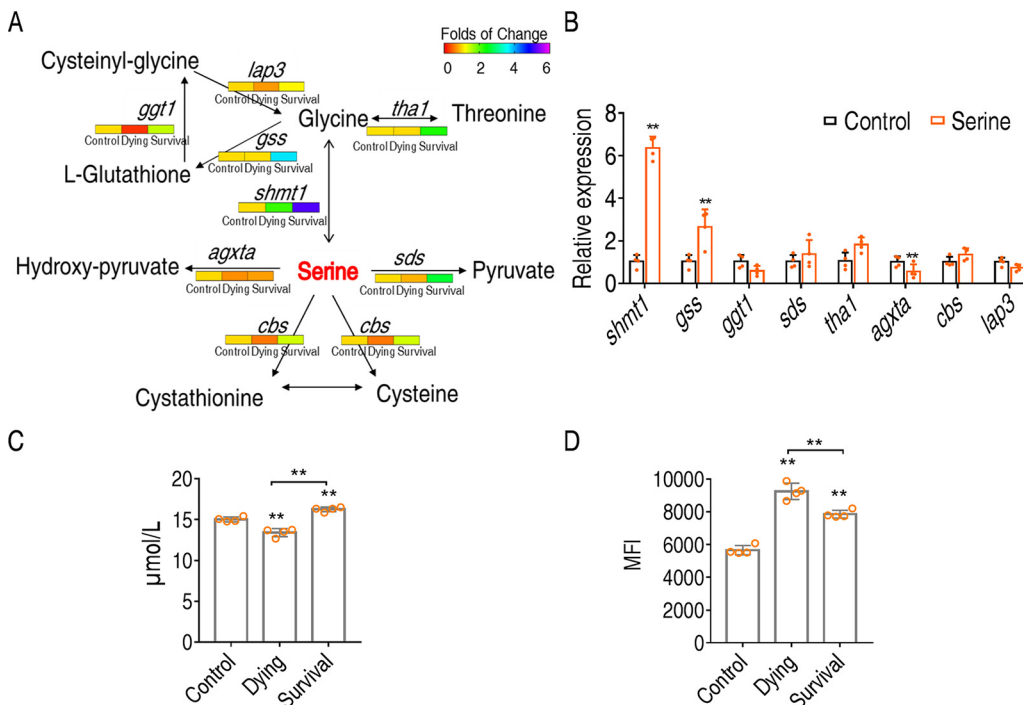 A
Folds of Change
0 2 4 6
Cysteinyl-glycine
lap3
Control Dying Survival
ggt1
Control Dying Survival
Glycine
tha1
Control Dying Survival
Threonine
gss
Control Dying Survival
L-Glutathione
shmt1
Control Dying Survival
Hydroxy-pyruvate
agxta
Control Dying Survival
Serine
sds
Control Dying Survival
Pyruvate
cbs
Control Dying Survival
cbs
Control Dying Survival
Cystathionine
Cysteine
B
Control
Serine
Relative expression
8
6
4
2
0
**
**
**
shmt1
gss
ggt1
sds
tha1
agxta
cbs
lap3
C
µmol/L
20
15
10
5
0
**
**
**
Control
Dying
Survival
D
MFI
10000
8000
6000
4000
2000
0
**
**
**
Control
Dying
Survival